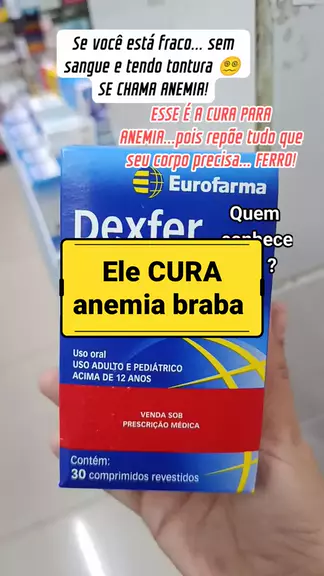 Se você está fraco... sem
sangue e tendo tontura
SE CHAMA ANEMIA!
ESSE É A CURA PARA
ANEMIA...pois repõe tudo que
seu corpo precisa... FERRO!
Eurofarma
Dexfer
Quem
conhece
?
Ele CURA
anemia braba
Uso oral
USO ADULTO E PEDIÁTRICO
ACIMA DE 12 ANOS
VENDA SOB
PRESCRIÇÃO MÉDICA
Contém:
30 comprimidos revestidos